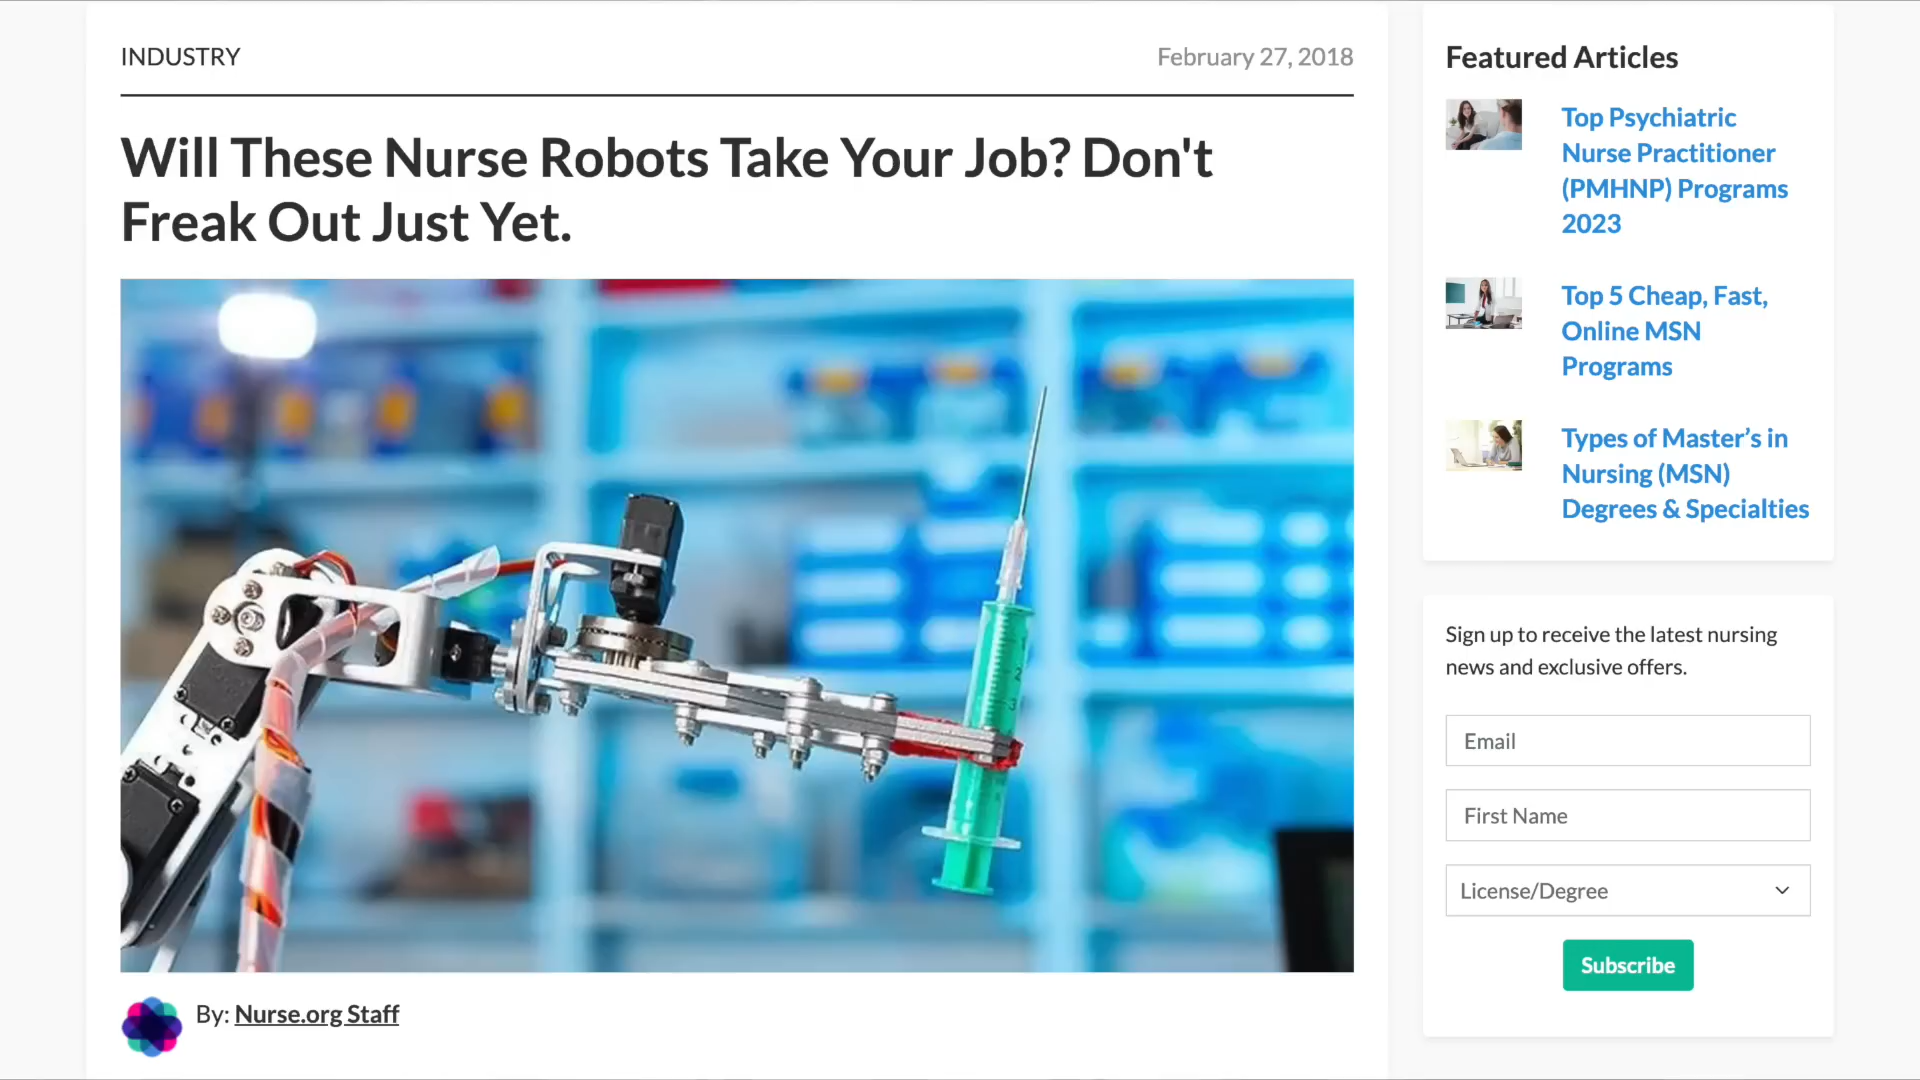 INDUSTRY
February 27, 2018
Will These Nurse Robots Take Your Job? Don't
Freak Out Just Yet.
By: Nurse.org Staff
Featured Articles
Top Psychiatric
Nurse Practitioner
(PMHNP) Programs
2023
Top 5 Cheap, Fast,
Online MSN
Programs
Types of Master’s in
Nursing (MSN)
Degrees & Specialties
Sign up to receive the latest nursing
news and exclusive offers.
Email
First Name
License/Degree
Subscribe